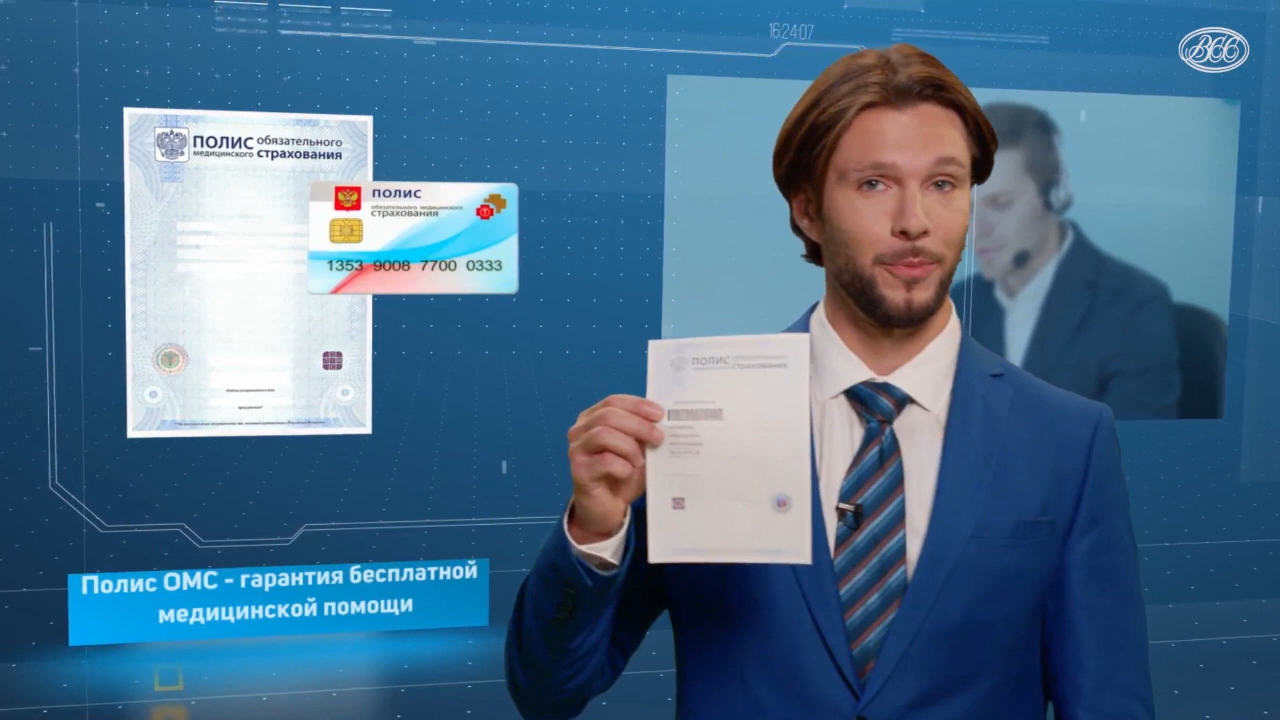 16:24:07
ВСС
ПОЛИС обязательного
медицинского страхования
ПОЛИС
обязательного медицинского
страхования
1353 9008 7700 0333
ПОЛИС обязательного
медицинского страхования
Полис ОМС - гарантия бесплатной
медицинской помощи